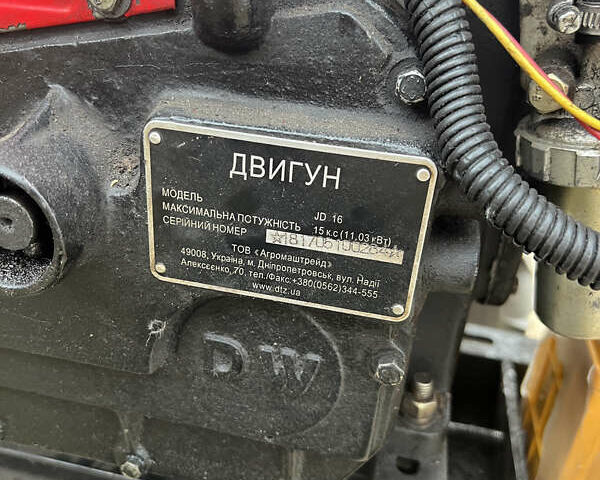 ДВИГУН
МОДЕЛЬ JD 16
МАКСИМАЛЬНА ПОТУЖНІСТЬ 15 к.с (11,03 кВт)
СЕРІЙНИЙ НОМЕР
ТОВ «Агромаштрейд»
49008, Україна, м. Дніпропетровськ, вул. Надії
Алексєєнко, 70, тел./Факс:+380(0562)344-555
www.dtz.ua
DW